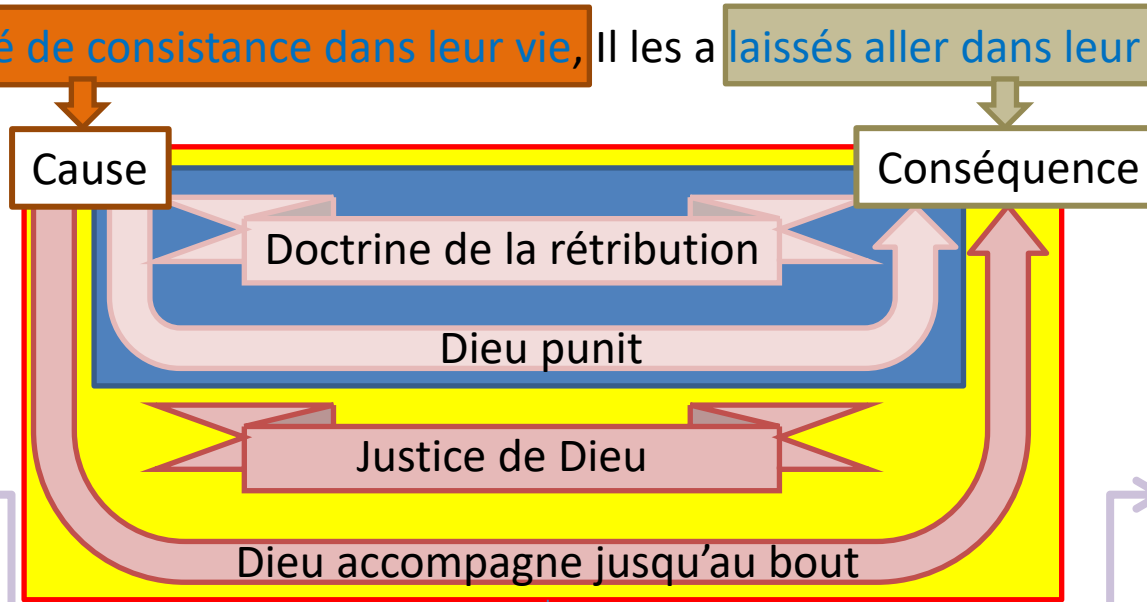 é de consistance dans leur vie, Il les a laissés aller dans leur
Cause
Conséquence
Doctrine de la rétribution
Dieu punit
Justice de Dieu
Dieu accompagne jusqu’au bout